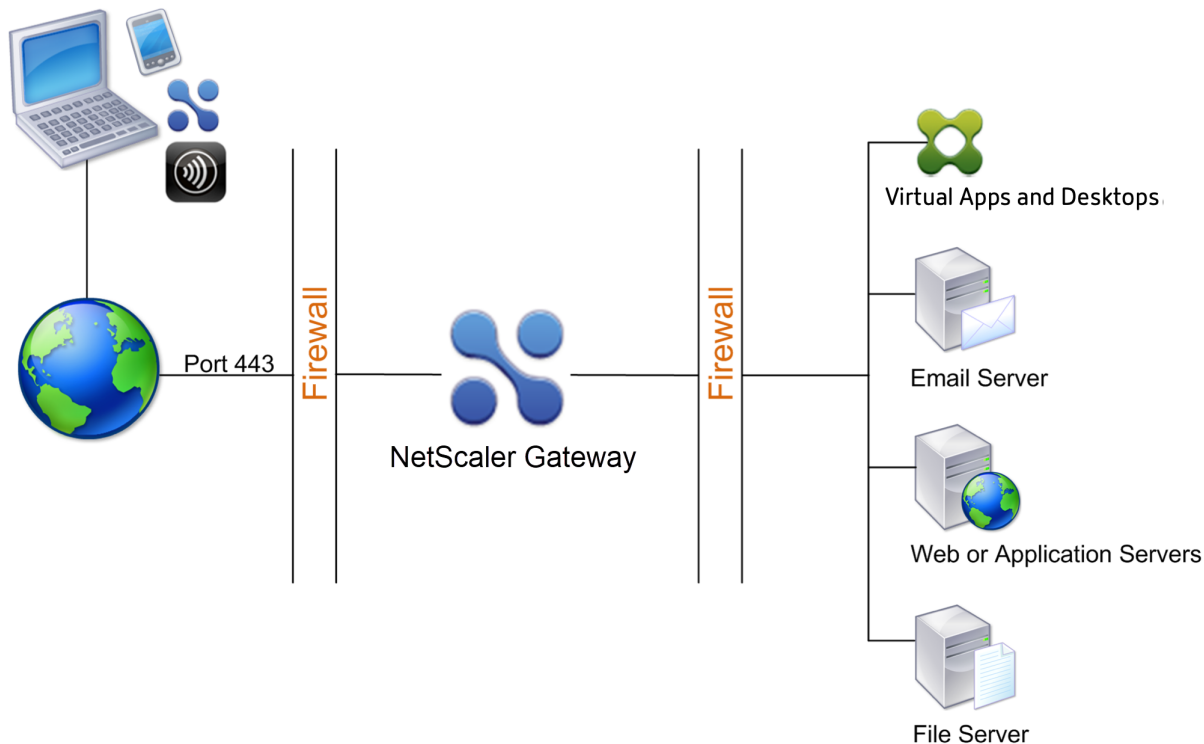 Port 443
Firewall
NetScaler Gateway
Firewall
Virtual Apps and Desktops
Email Server
Web or Application Servers
File Server